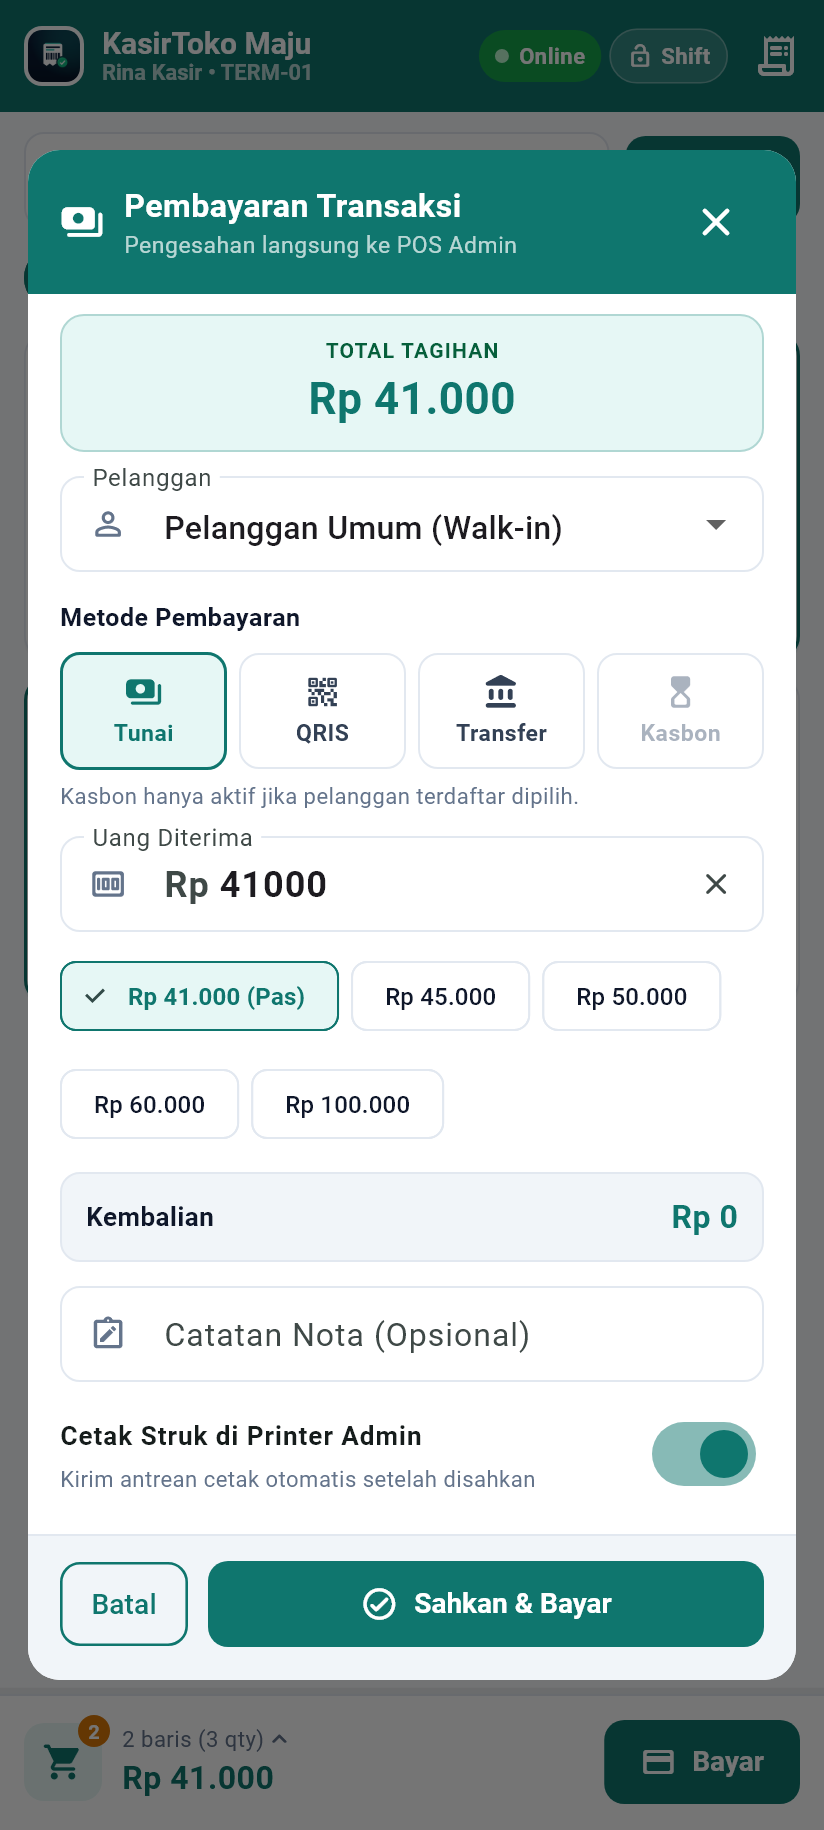 KasirToko Maju
Rina Kasir • TERM-01
Online
Shift
Pembayaran Transaksi
Pengesahan langsung ke POS Admin
TOTAL TAGIHAN
Rp 41.000
Pelanggan
Pelanggan Umum (Walk-in)
Metode Pembayaran
Tunai
QRIS
Transfer
Kasbon
Kasbon hanya aktif jika pelanggan terdaftar dipilih.
Uang Diterima
Rp 41000
Rp 41.000 (Pas)
Rp 45.000
Rp 50.000
Rp 60.000
Rp 100.000
Kembalian
Rp 0
Catatan Nota (Opsional)
Cetak Struk di Printer Admin
Kirim antrean cetak otomatis setelah disahkan
Batal
Sahkan & Bayar
2
2 baris (3 qty)
Rp 41.000
Bayar